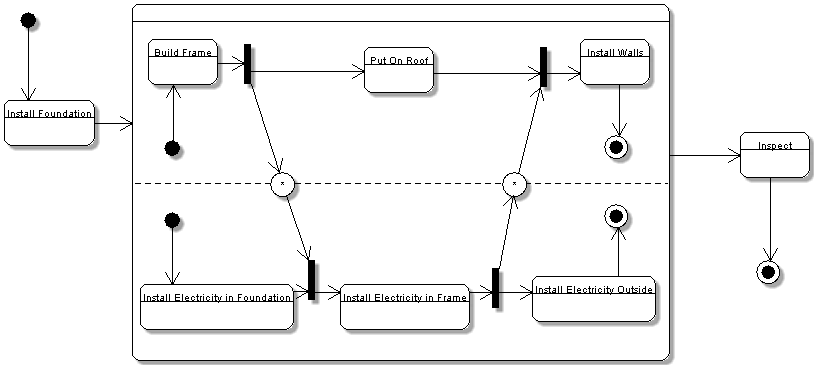 Build Frame
Put On Roof
Install Walls
Install Foundation
Inspect
*
*
Install Electricity in Foundation
Install Electricity in Frame
Install Electricity Outside